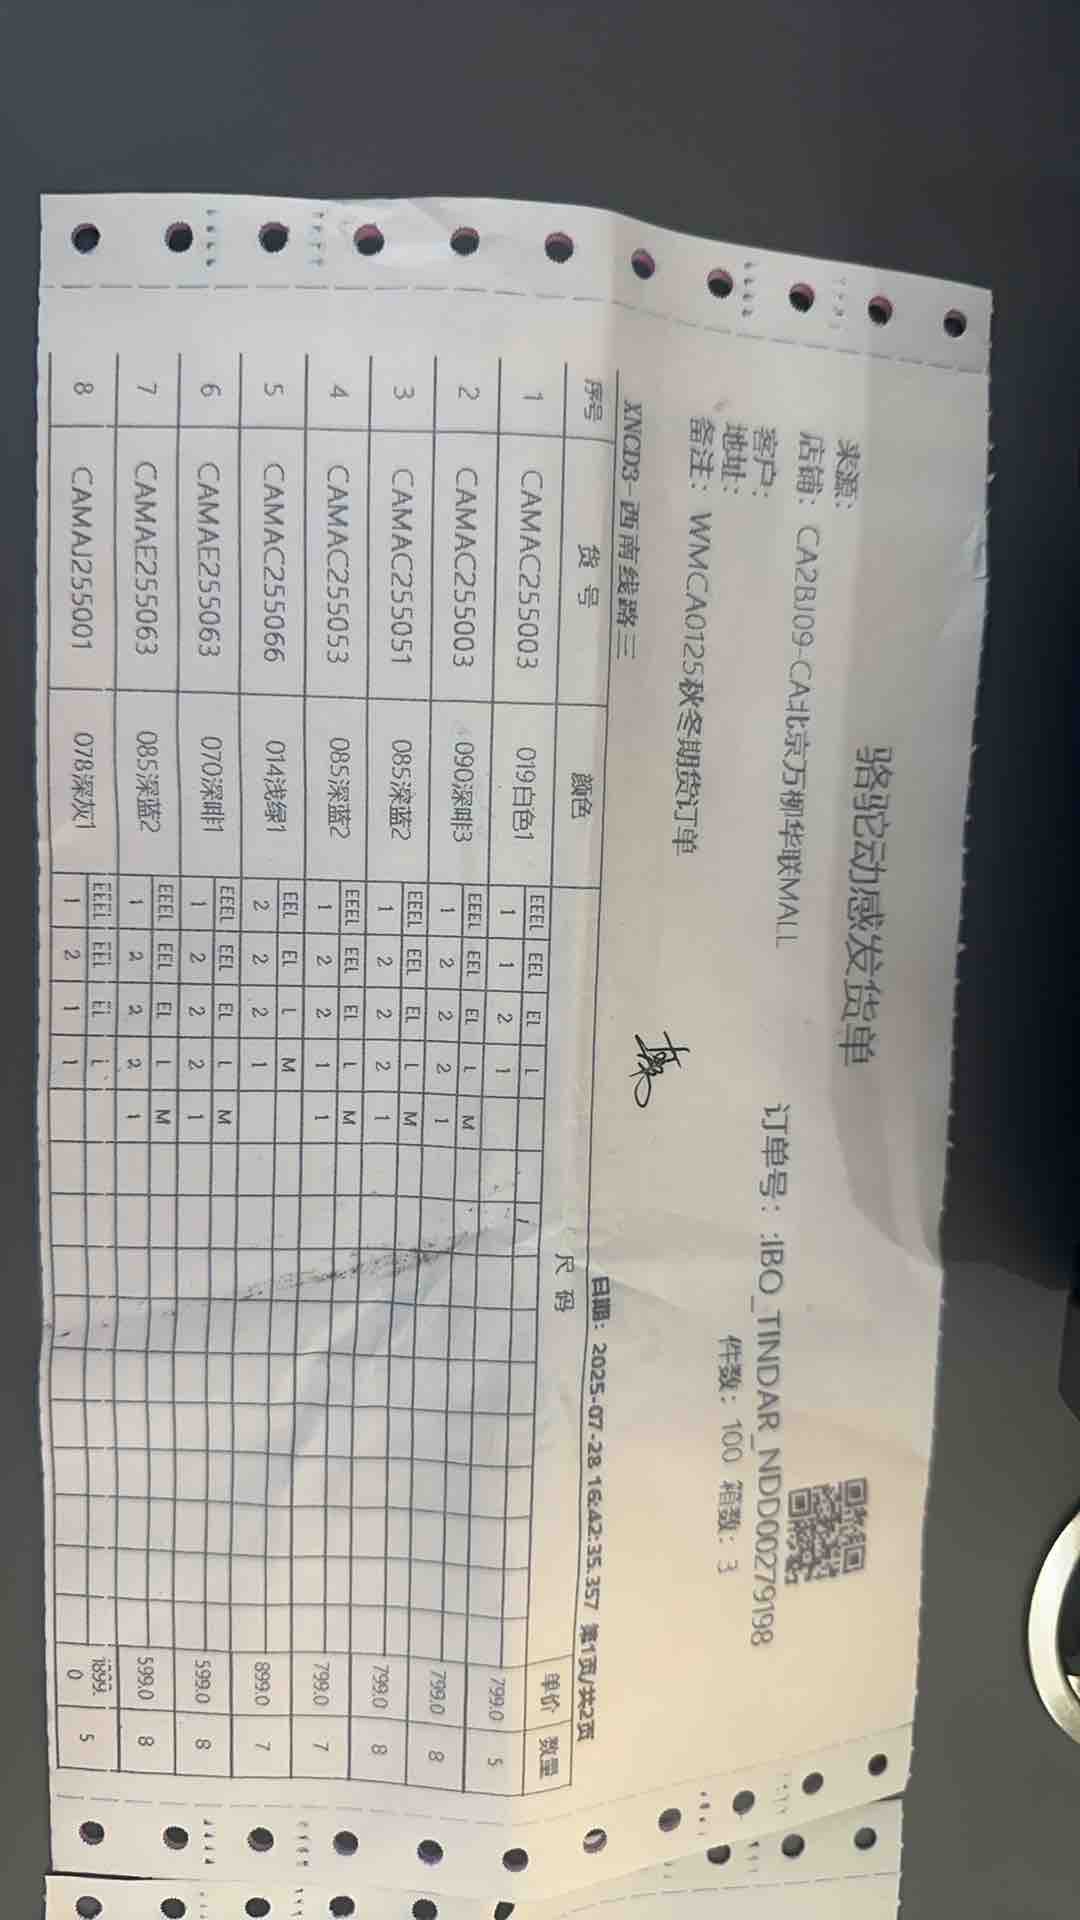 骆驼动感发货单
来源：
店铺：CA2BJ09-CA北京万柳华联MALL
订单号：:IBO_TINDAR_NDD00279198
客户：
地址：
件数：100 箱数：3
备注：WMCA0125秋冬期货订单
XNCD3-西南线路三
日期：2025-07-28 16:42:35.357 第1页/共2页
序号 货号 颜色 尺码 单价 数量
EEEL EEL EL L
1 CAMAC255003 019白色1 1 1 2 1 799.0 5
EEEL EEL EL L M
2 CAMAC255003 090深啡3 1 2 2 2 1 799.0 8
EEEL EEL EL L M
3 CAMAC255051 085深蓝2 1 2 2 2 1 799.0 8
EEEL EEL EL L M
4 CAMAC255053 085深蓝2 1 2 2 1 1 799.0 7
EEL EL L M
5 CAMAC255066 014浅绿1 2 2 2 1 899.0 7
EEEL EEL EL L M
6 CAMAE255063 070深啡1 1 2 2 2 1 599.0 8
EEEL EEL EL L M
7 CAMAE255063 085深蓝2 1 2 2 2 1 599.0 8
EEEL EEL EL L
8 CAMAJ255001 078深灰1 1 2 1 1 1899.0 5